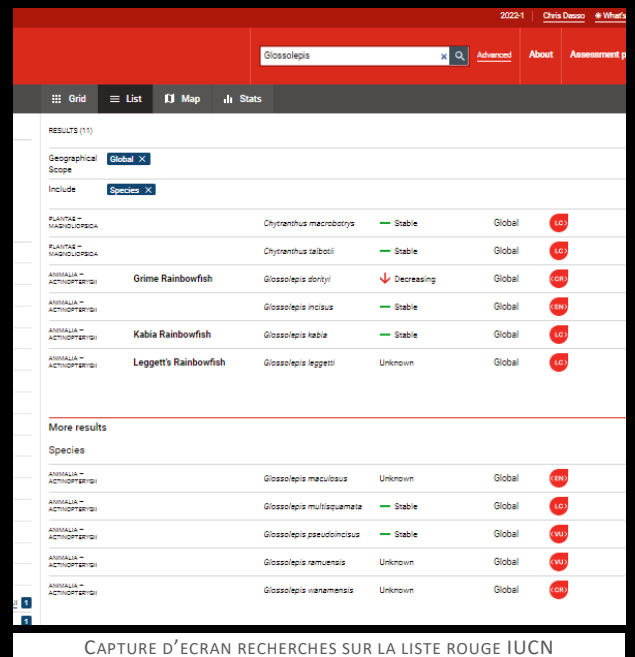 2022-1 Chris Dasso What's
Glossolepis × Advanced About Assessment p
Grid List Map Stats
RESULTS (11)
Geographical Scope Global ×
Include Species ×
PLANTAE – MAGNOLIOPSIDA Chytranthus macrobotrys Stable Global LC
PLANTAE – MAGNOLIOPSIDA Chytranthus talbotii Stable Global LC
ANIMALIA – ACTINOPTERYGII Grime Rainbowfish Glossolepis dorityi Decreasing Global CR
ANIMALIA – ACTINOPTERYGII Glossolepis incisus Stable Global EN
ANIMALIA – ACTINOPTERYGII Kabia Rainbowfish Glossolepis kabia Stable Global LC
ANIMALIA – ACTINOPTERYGII Leggett's Rainbowfish Glossolepis leggetti Unknown Global LC
More results
Species
ANIMALIA – ACTINOPTERYGII Glossolepis maculosus Unknown Global EN
ANIMALIA – ACTINOPTERYGII Glossolepis multisquamata Stable Global LC
ANIMALIA – ACTINOPTERYGII Glossolepis pseudoincisus Stable Global VU
ANIMALIA – ACTINOPTERYGII Glossolepis ramuensis Unknown Global VU
ANIMALIA – ACTINOPTERYGII Glossolepis wanamensis Unknown Global CR
1
1
CAPTURE D'ECRAN RECHERCHES SUR LA LISTE ROUGE IUCN